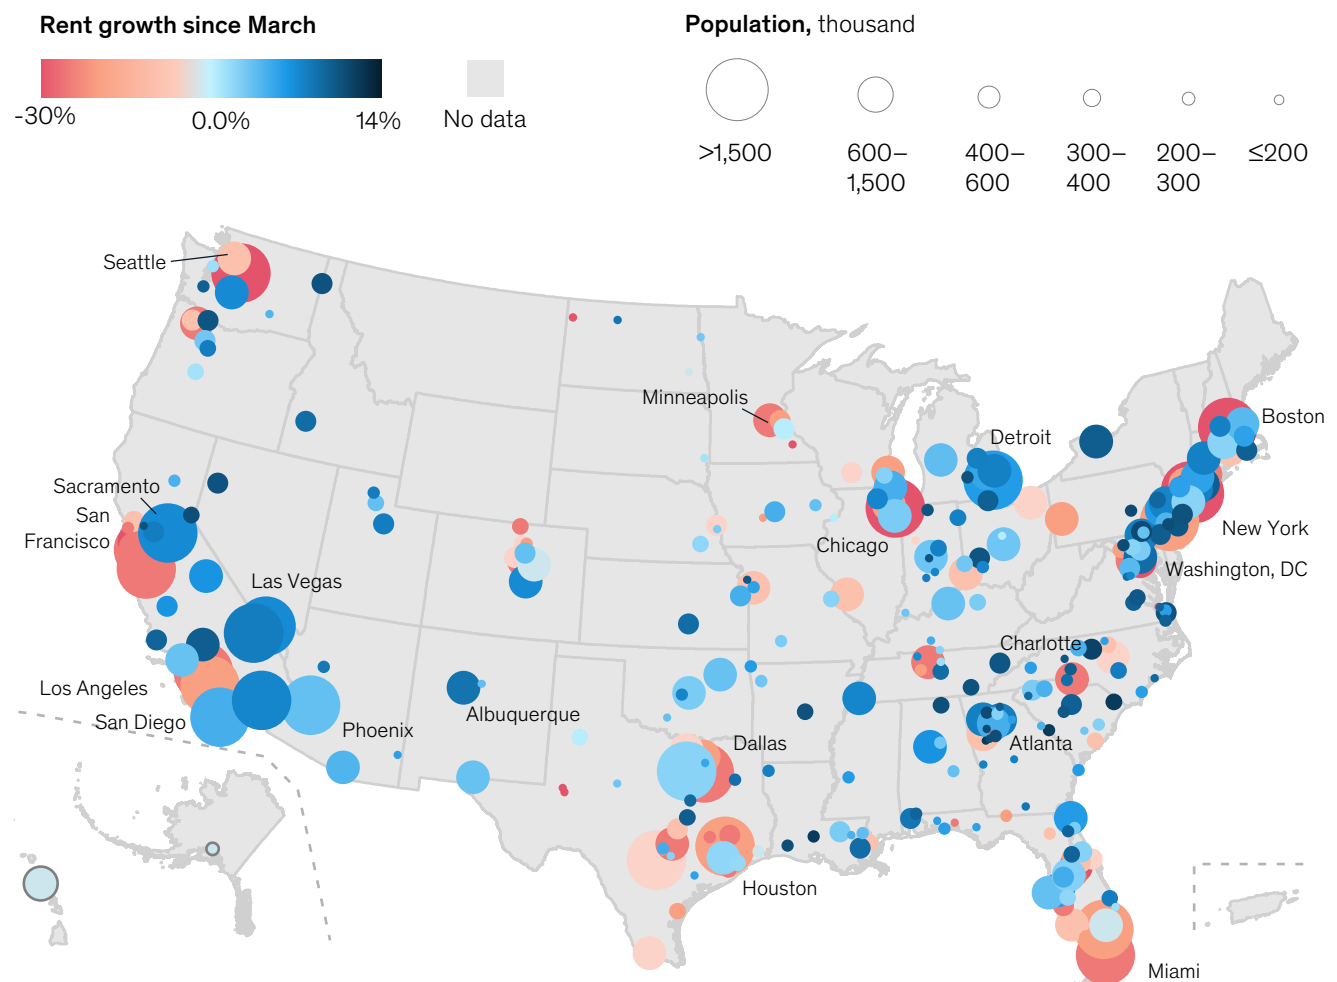 Rent growth since March
-30%
0.0%
14%
No data
Population, thousand
>1,500
600–
1,500
400–
600
300–
400
200–
300
≤200
Seattle
Minneapolis
Boston
Detroit
Sacramento
San
Francisco
New York
Chicago
Washington, DC
Las Vegas
Charlotte
Los Angeles
San Diego
Albuquerque
Phoenix
Dallas
Atlanta
Houston
Miami